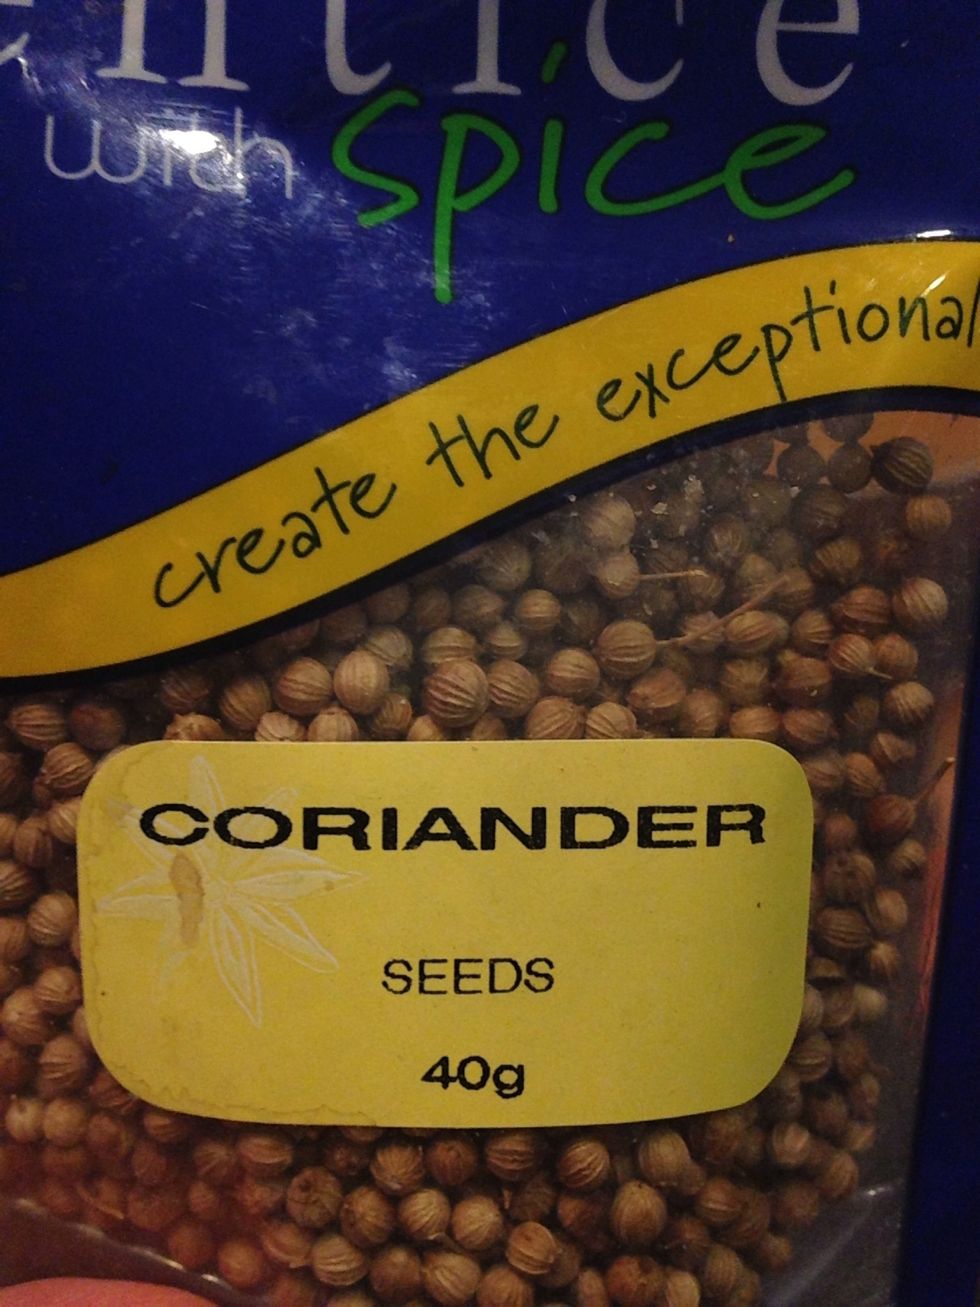 with spice
create the exceptional
CORIANDER
SEEDS
40g